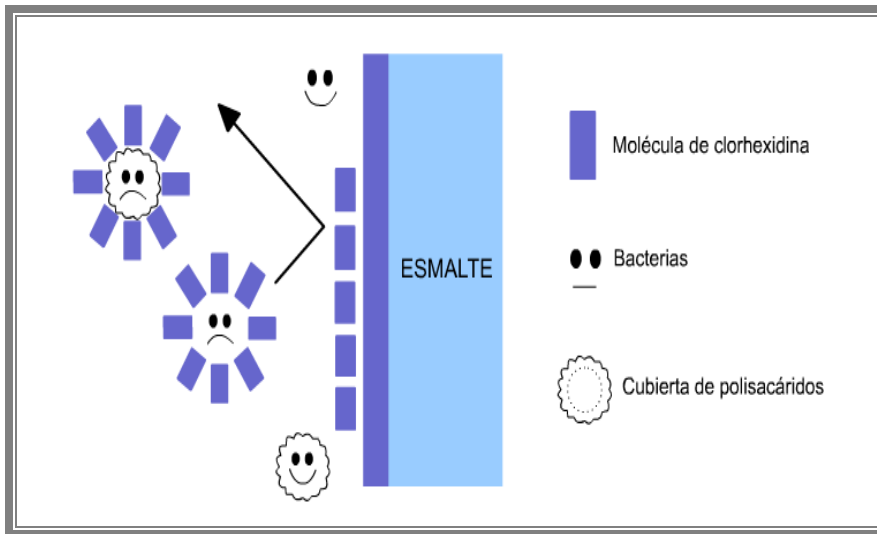 ESMALTE
Molécula de clorhexidina
Bacterias
Cubierta de polisacáridos